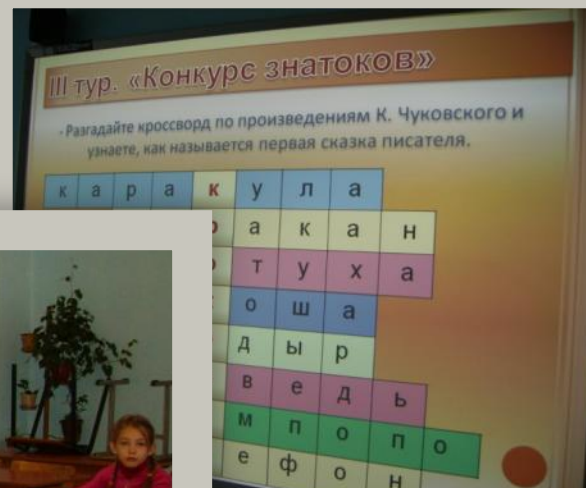 III тур. «Конкурс знатоков»
- Разгадайте кроссворд по произведениям К. Чуковского и
узнаете, как называется первая сказка писателя.
к а р а к у л а
а к а н
т у х а
о ш а
д ы р
в е д ь
м п о п о
е ф о н